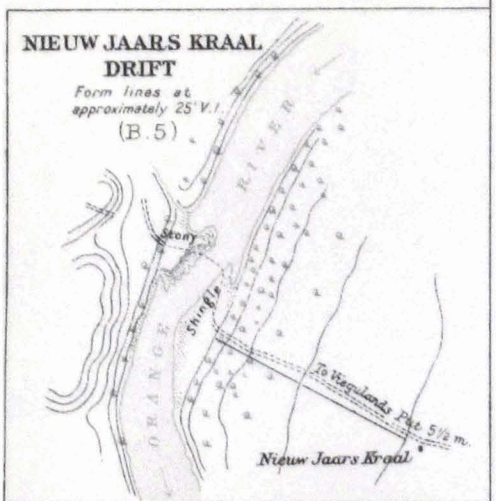 NIEUW JAARS KRAAL
DRIFT
Form lines at
approximately 25' V.I.
(B.5)
RIVER
Stony
Shingle
ORANGE
To Viegulands Put 5½ m.
Nieuw Jaars Kraal